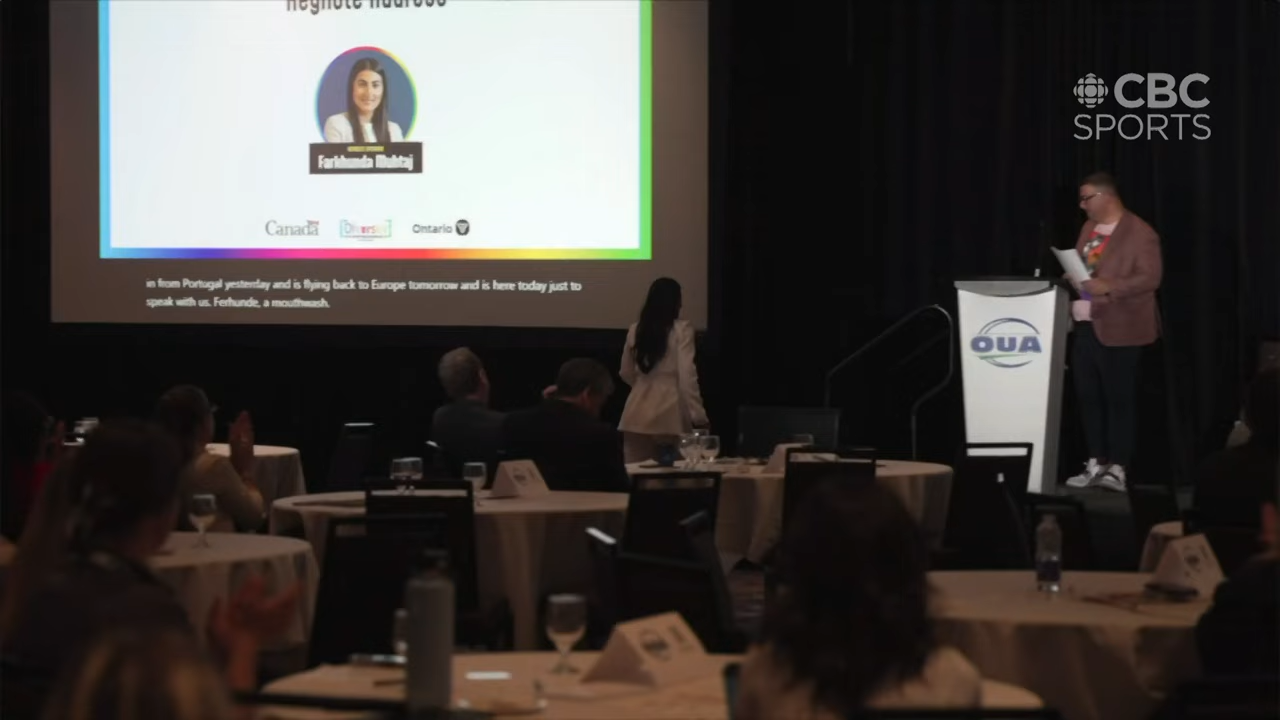 Keynote Address
CBC
SPORTS
Farkhunda Muhtaj
Canada
Diversity
Ontario
in from Portugal yesterday and is flying back to Europe tomorrow and is here today just to
speak with us. Ferhunde, a mouthwash.
OUA